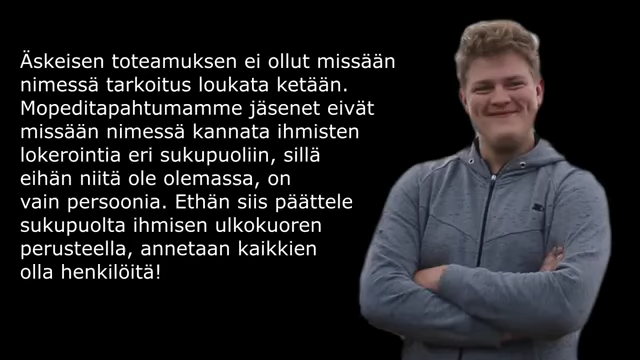 Äskeisen toteamuksen ei ollut missään
nimessä tarkoitus loukata ketään.
Mopeditapahtumamme jäsenet eivät
missään nimessä kannata ihmisten
lokerointia eri sukupuoliin, sillä
eihän niitä ole olemassa, on
vain persoonia. Ethän siis päättele
sukupuolta ihmisen ulkokuoren
perusteella, annetaan kaikkien
olla henkilöitä!